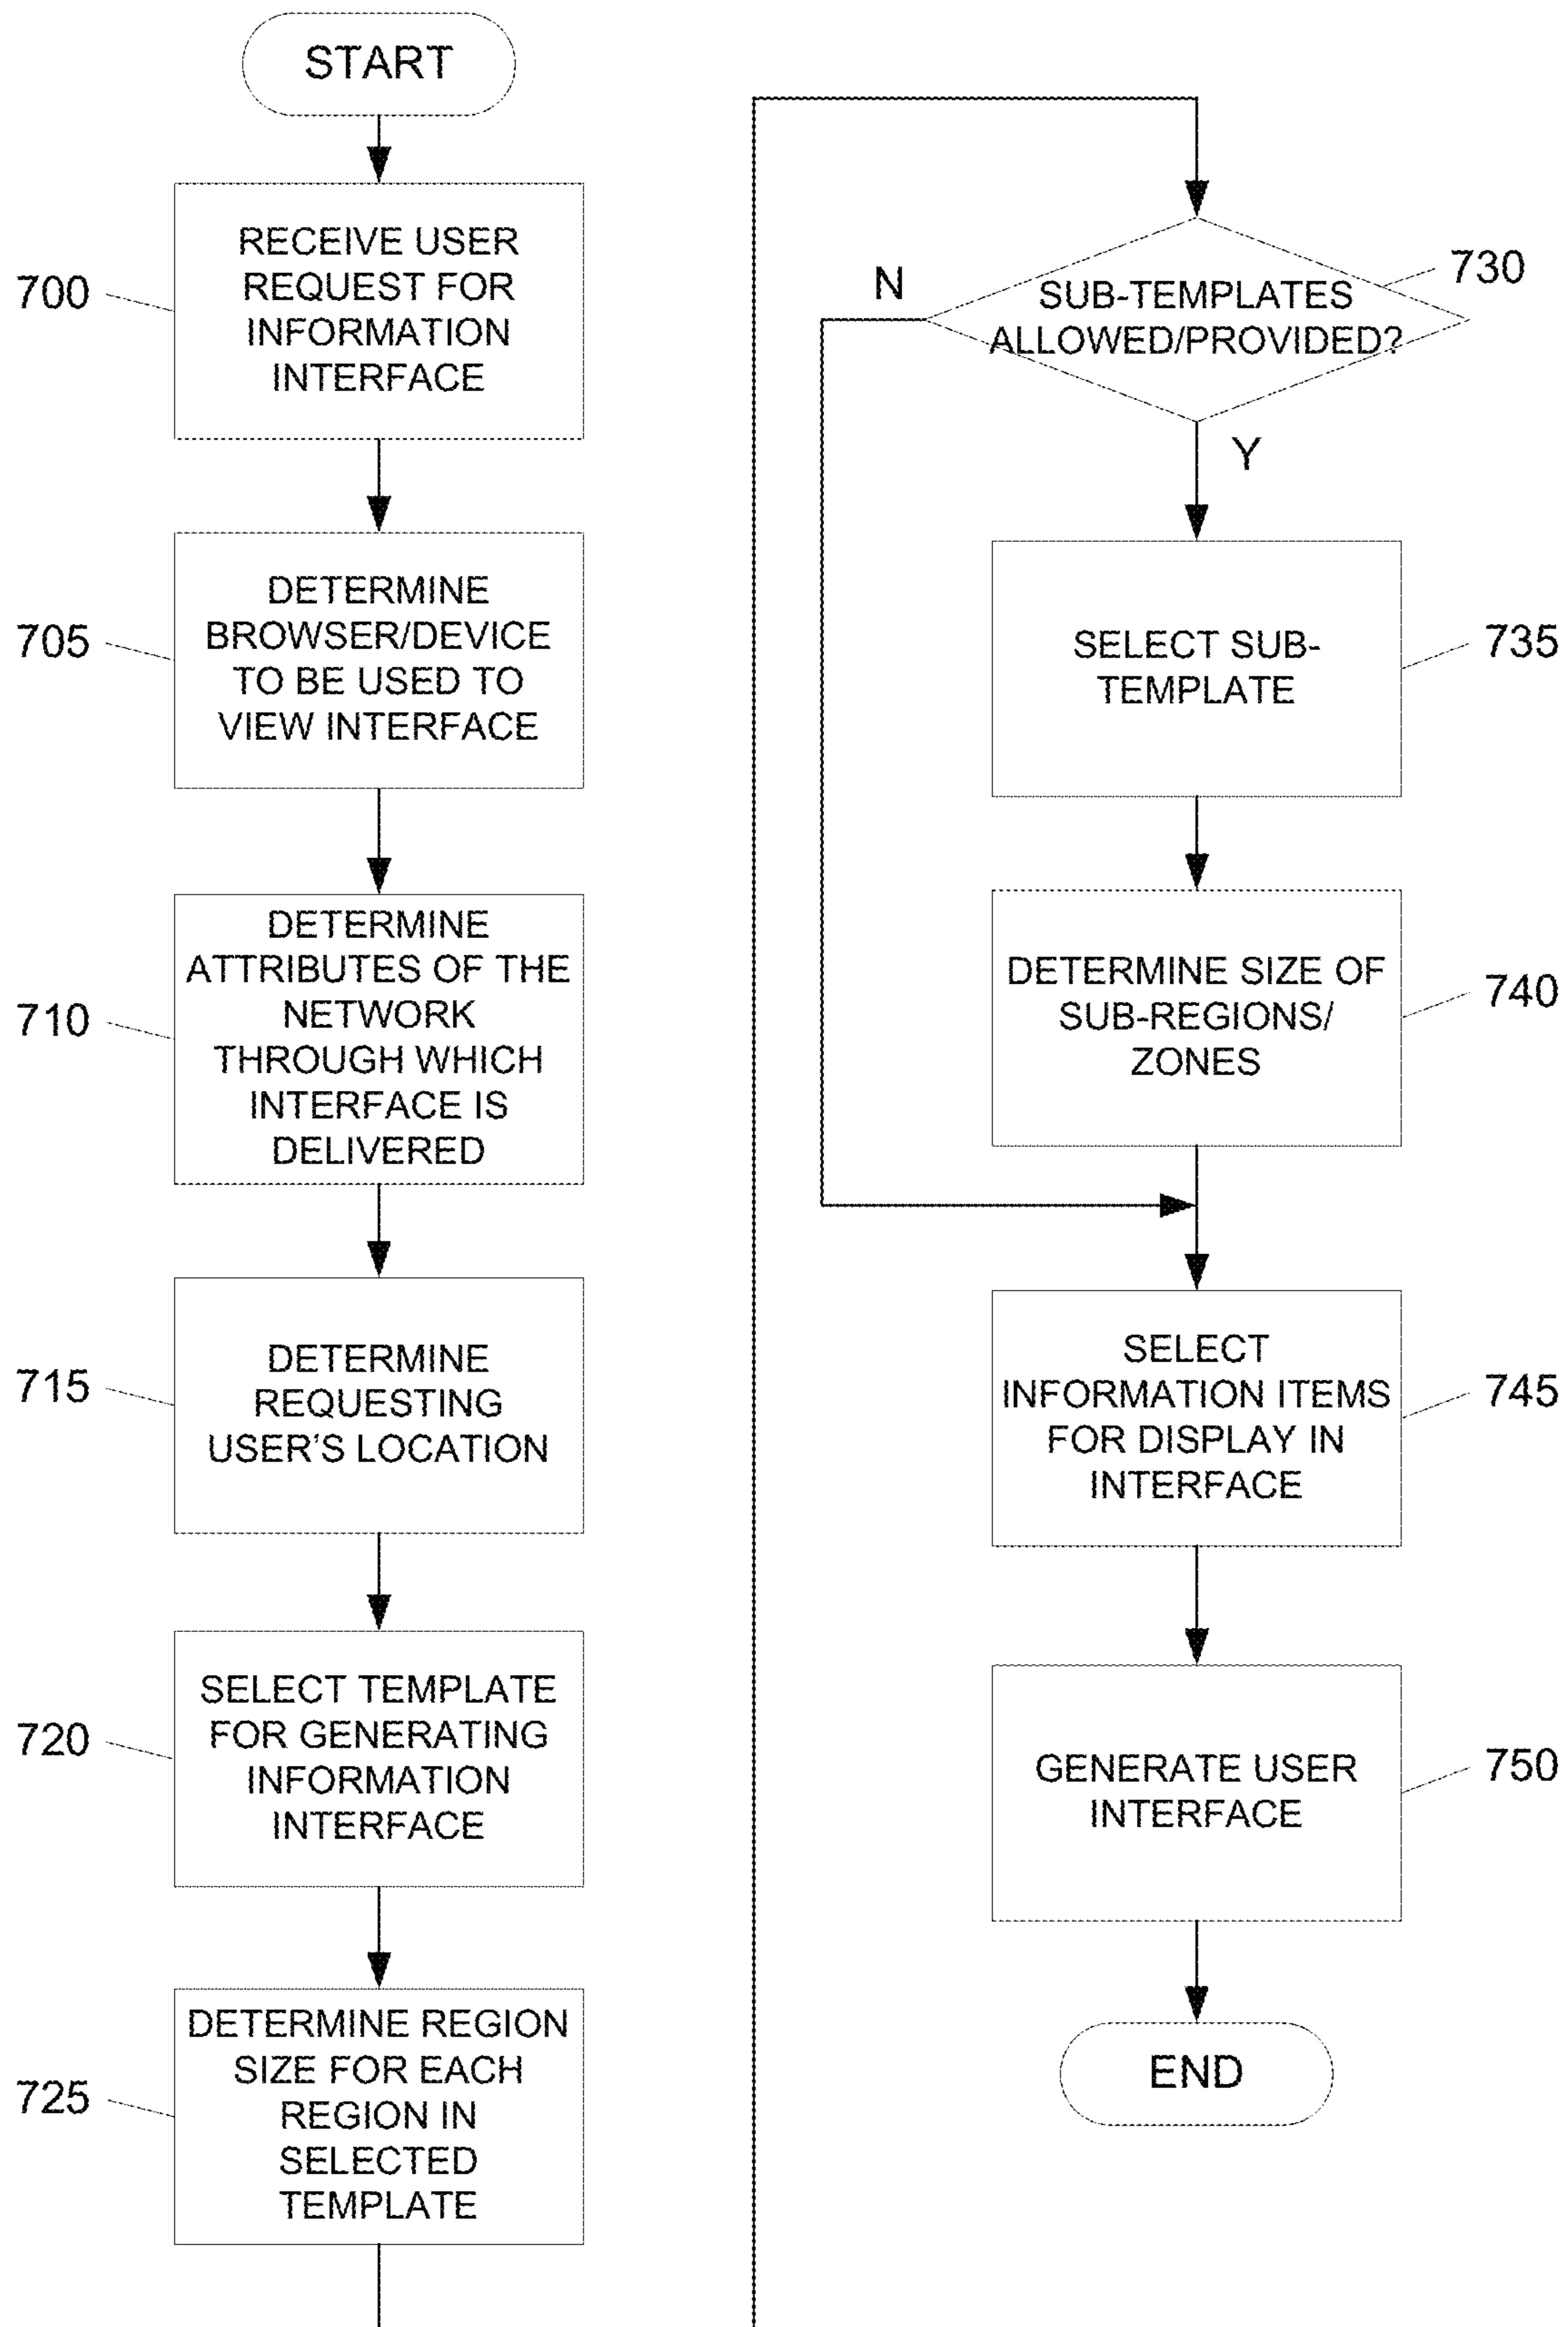 START
700
RECEIVE USER
REQUEST FOR
INFORMATION
INTERFACE
705
DETERMINE
BROWSER/DEVICE
TO BE USED TO
VIEW INTERFACE
710
DETERMINE
ATTRIBUTES OF THE
NETWORK
THROUGH WHICH
INTERFACE IS
DELIVERED
715
DETERMINE
REQUESTING
USER'S LOCATION
720
SELECT TEMPLATE
FOR GENERATING
INFORMATION
INTERFACE
725
DETERMINE REGION
SIZE FOR EACH
REGION IN
SELECTED
TEMPLATE
730
SUB-TEMPLATES
ALLOWED/PROVIDED?
N
Y
735
SELECT SUB-
TEMPLATE
740
DETERMINE SIZE OF
SUB-REGIONS/
ZONES
745
SELECT
INFORMATION ITEMS
FOR DISPLAY IN
INTERFACE
750
GENERATE USER
INTERFACE
END